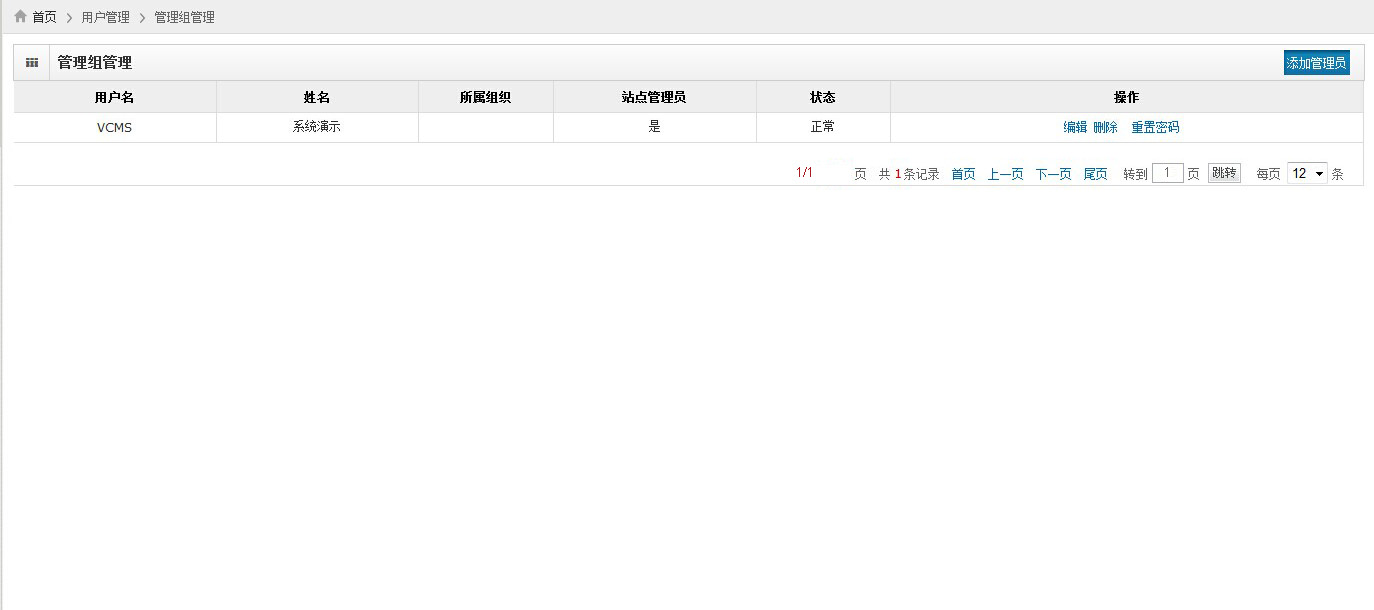 首页 > 用户管理 > 管理组管理
管理组管理 添加管理员
用户名 姓名 所属组织 站点管理员 状态 操作
VCMS 系统演示 是 正常 编辑 删除 重置密码
1/1 页 共 1 条记录 首页 上一页 下一页 尾页 转到 1 页 跳转 每页 12 条